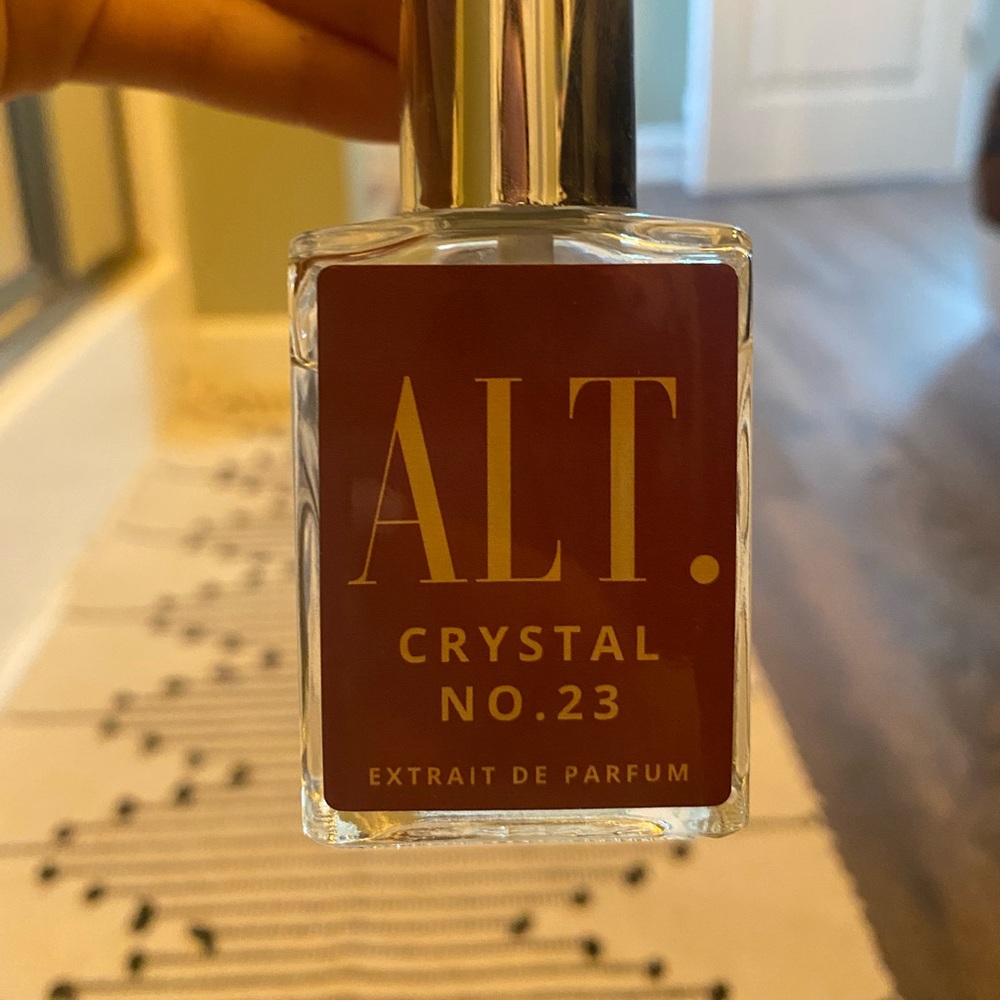 ALT.
CRYSTAL
NO.23
EXTRAIT DE PARFUM